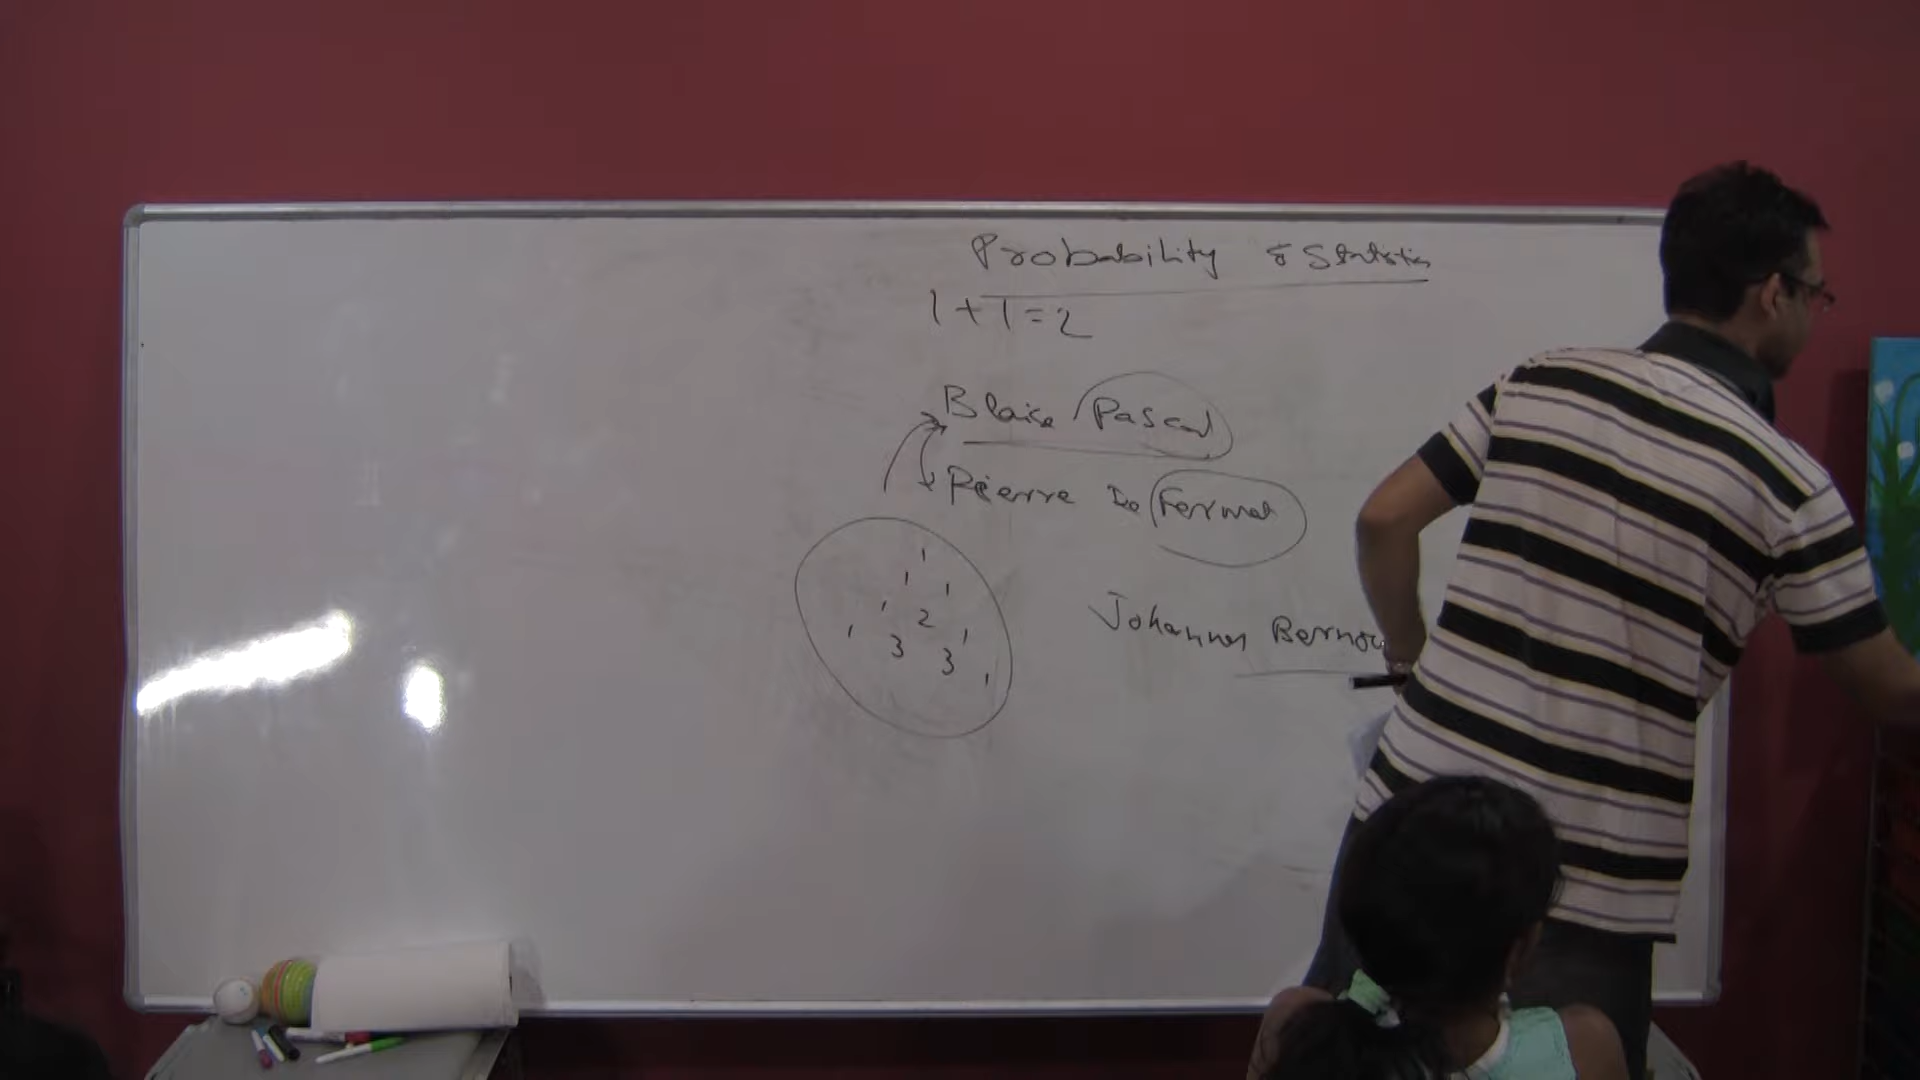 Probability & Statistics
1 + 1 = 2
Blaise Pascal
Pierre De Fermat
1
1 1
1 2 1
1 3 3 1
Johannes Bernou